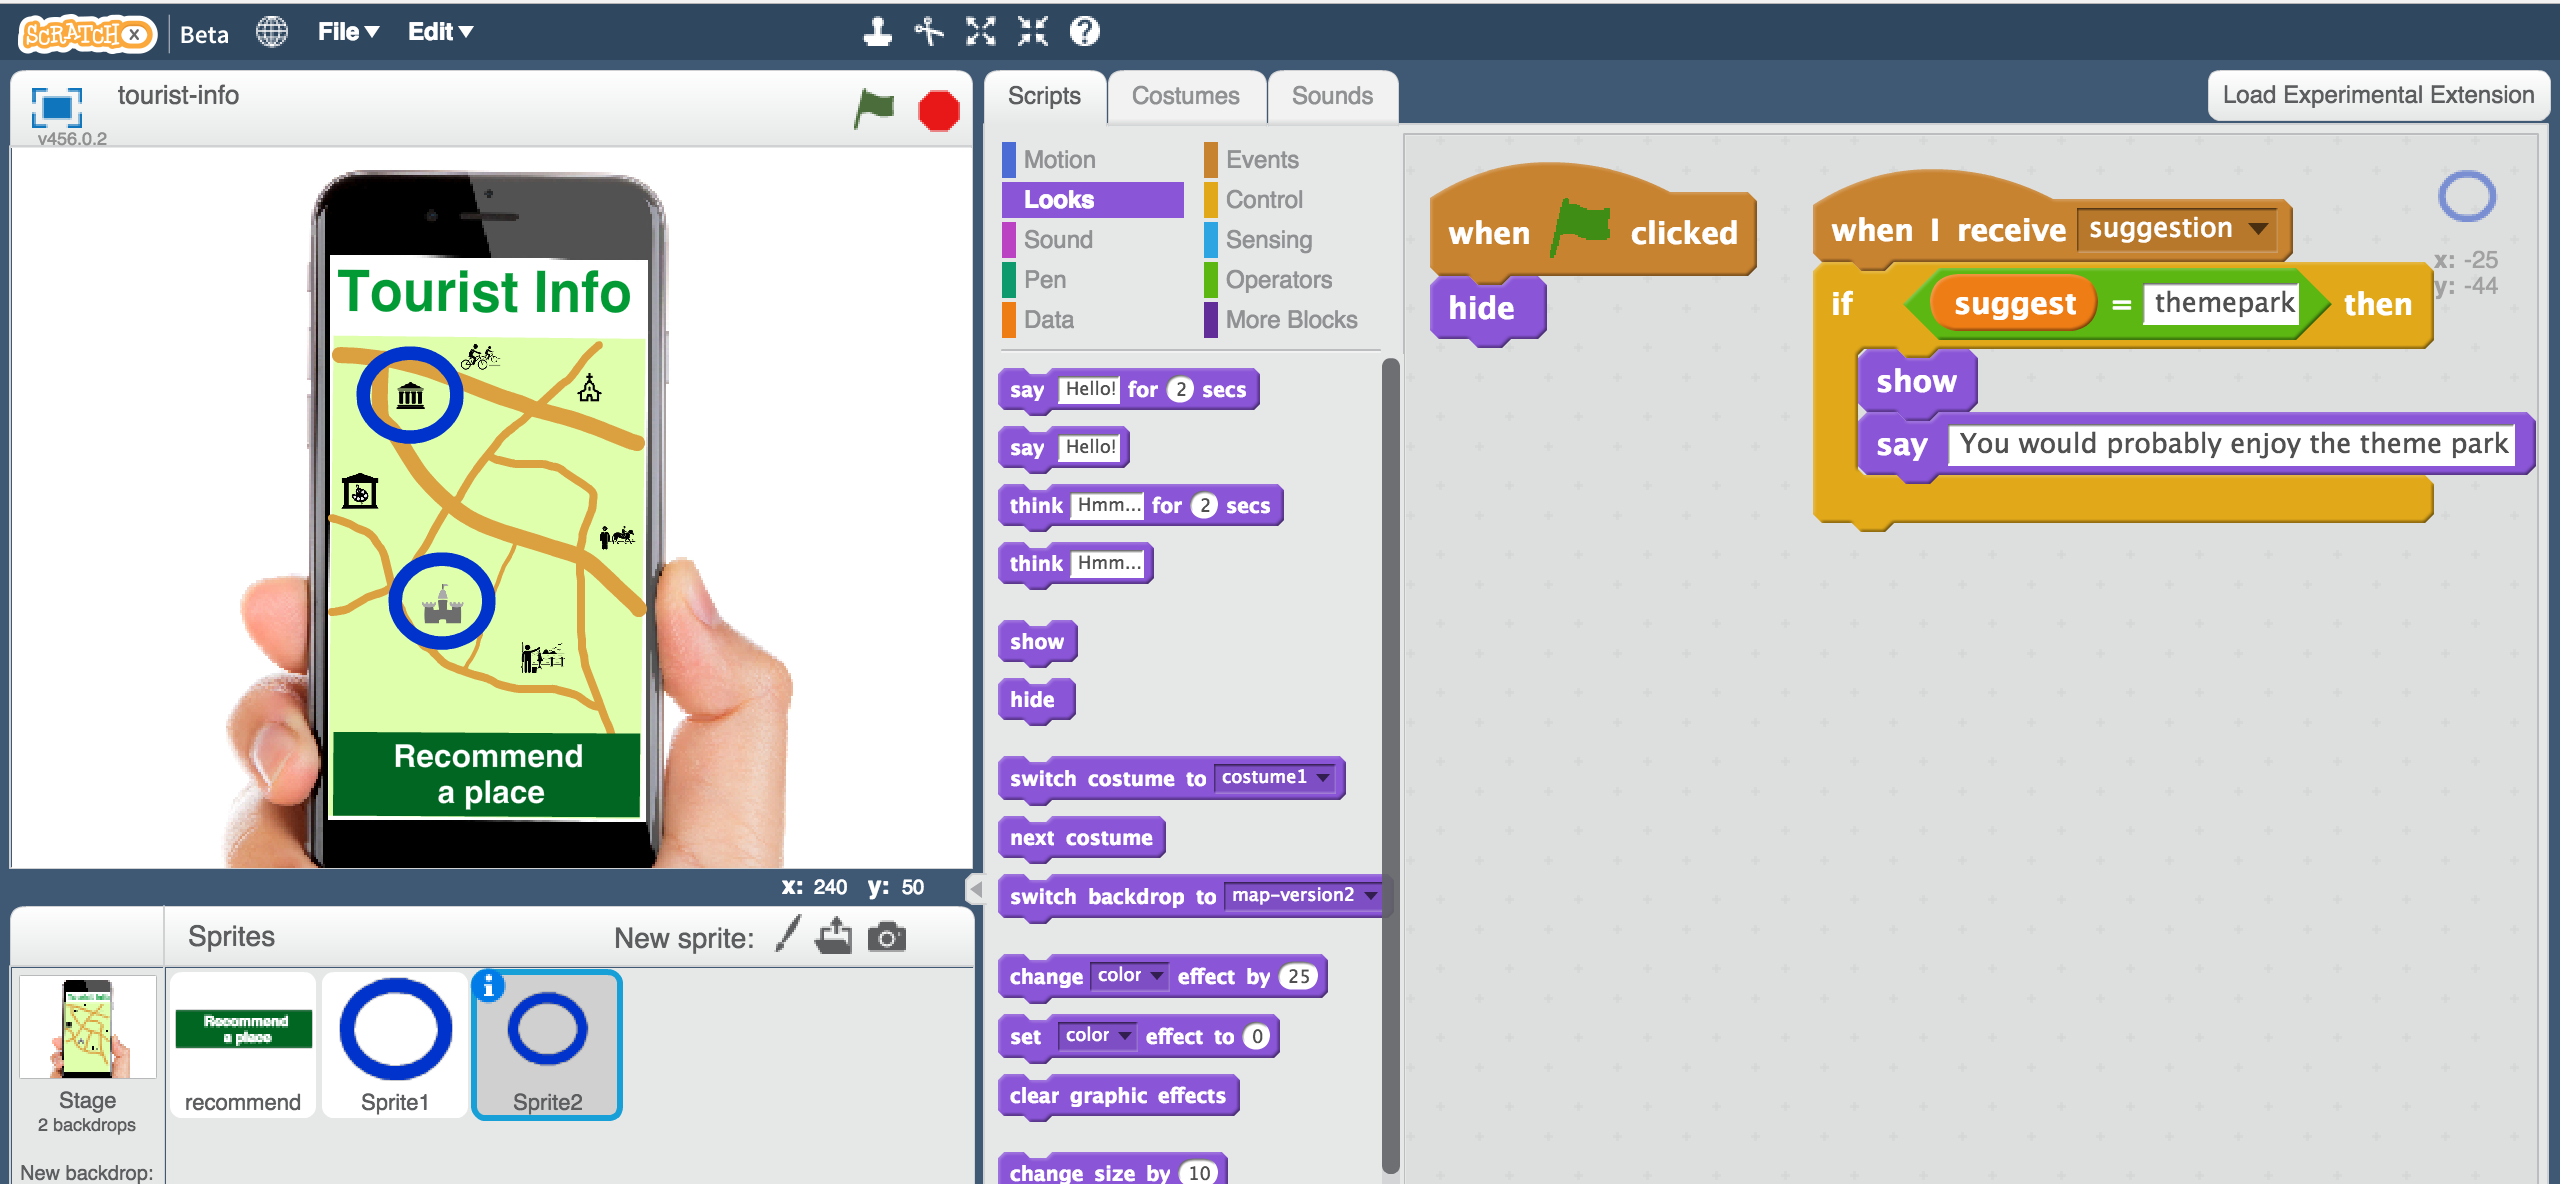 SCRATCH X
Beta
File
Edit
tourist-info
v456.0.2
Tourist Info
Recommend
a place
x: 240 y: 50
Sprites
New sprite:
Stage
2 backdrops
New backdrop:
Recommend
a place
recommend
Sprite1
Sprite2
Scripts
Costumes
Sounds
Load Experimental Extension
Motion
Looks
Sound
Pen
Data
Events
Control
Sensing
Operators
More Blocks
say Hello! for 2 secs
say Hello!
think Hmm... for 2 secs
think Hmm...
show
hide
switch costume to costume1
next costume
switch backdrop to map-version2
change color effect by 25
set color effect to 0
clear graphic effects
change size by 10
when clicked
hide
when I receive suggestion
if suggest = themepark then
show
say You would probably enjoy the theme park
x: -25
y: -44